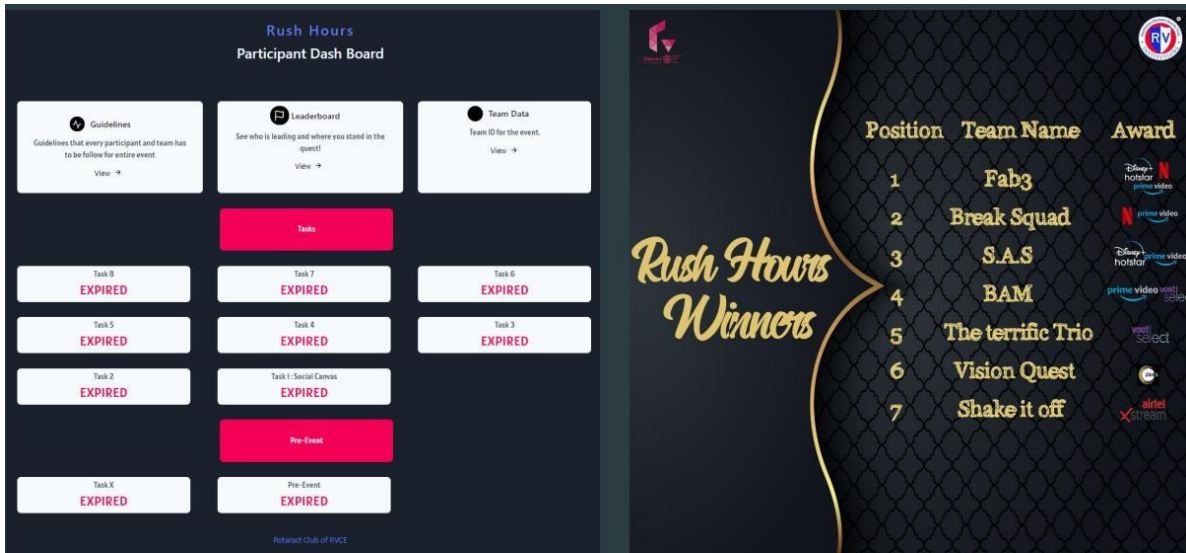 Rush Hours
Participant Dash Board
Guidelines
Guidelines that every participant and team has
to be follow for entire event
View →
Leaderboard
See who is leading and where you stand in the
quest!
View →
Team Data
Team ID for the event.
View →
Tasks
Task 8
EXPIRED
Task 7
EXPIRED
Task 6
EXPIRED
Task 5
EXPIRED
Task 4
EXPIRED
Task 3
EXPIRED
Task 2
EXPIRED
Task 1 : Social Canvas
EXPIRED
Pre-Event
Task X
EXPIRED
Pre-Event
EXPIRED
Rotaract Club of RVCE
RV
Rush Hours
Winners
Position Team Name Award
1 Fab3 Disney+ hotstar N prime video
2 Break Squad N prime video
3 S.A.S Disney+ hotstar prime video
4 BAM prime video voot select
5 The terrific Trio voot select
6 Vision Quest
7 Shake it off airtel Xstream